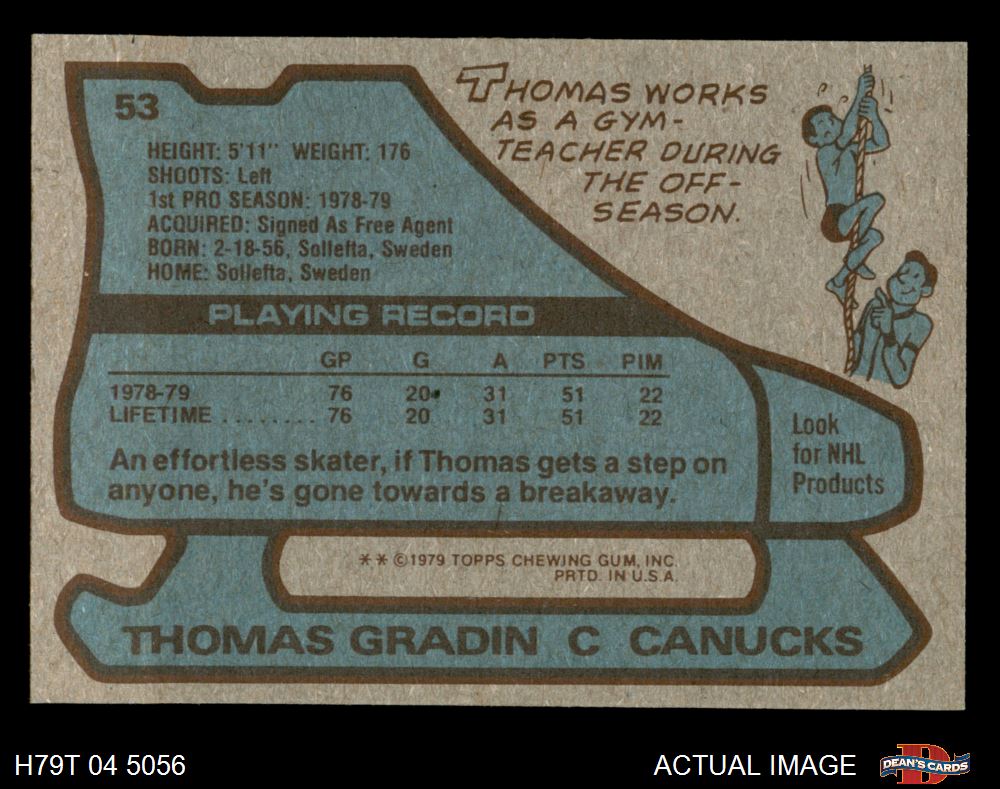 53
HEIGHT: 5'11" WEIGHT: 176
SHOOTS: Left
1st PRO SEASON: 1978-79
ACQUIRED: Signed As Free Agent
BORN: 2-18-56, Sollefta, Sweden
HOME: Sollefta, Sweden
THOMAS WORKS
AS A GYM-
TEACHER DURING
THE OFF-
SEASON.
PLAYING RECORD
GP G A PTS PIM
1978-79 76 20 31 51 22
LIFETIME ........ 76 20 31 51 22
An effortless skater, if Thomas gets a step on
anyone, he's gone towards a breakaway.
Look
for NHL
Products
* * ©1979 TOPPS CHEWING GUM, INC.
PRTD. IN U.S.A.
THOMAS GRADIN C CANUCKS
H79T 04 5056
ACTUAL IMAGE
D
DEAN'S CARDS